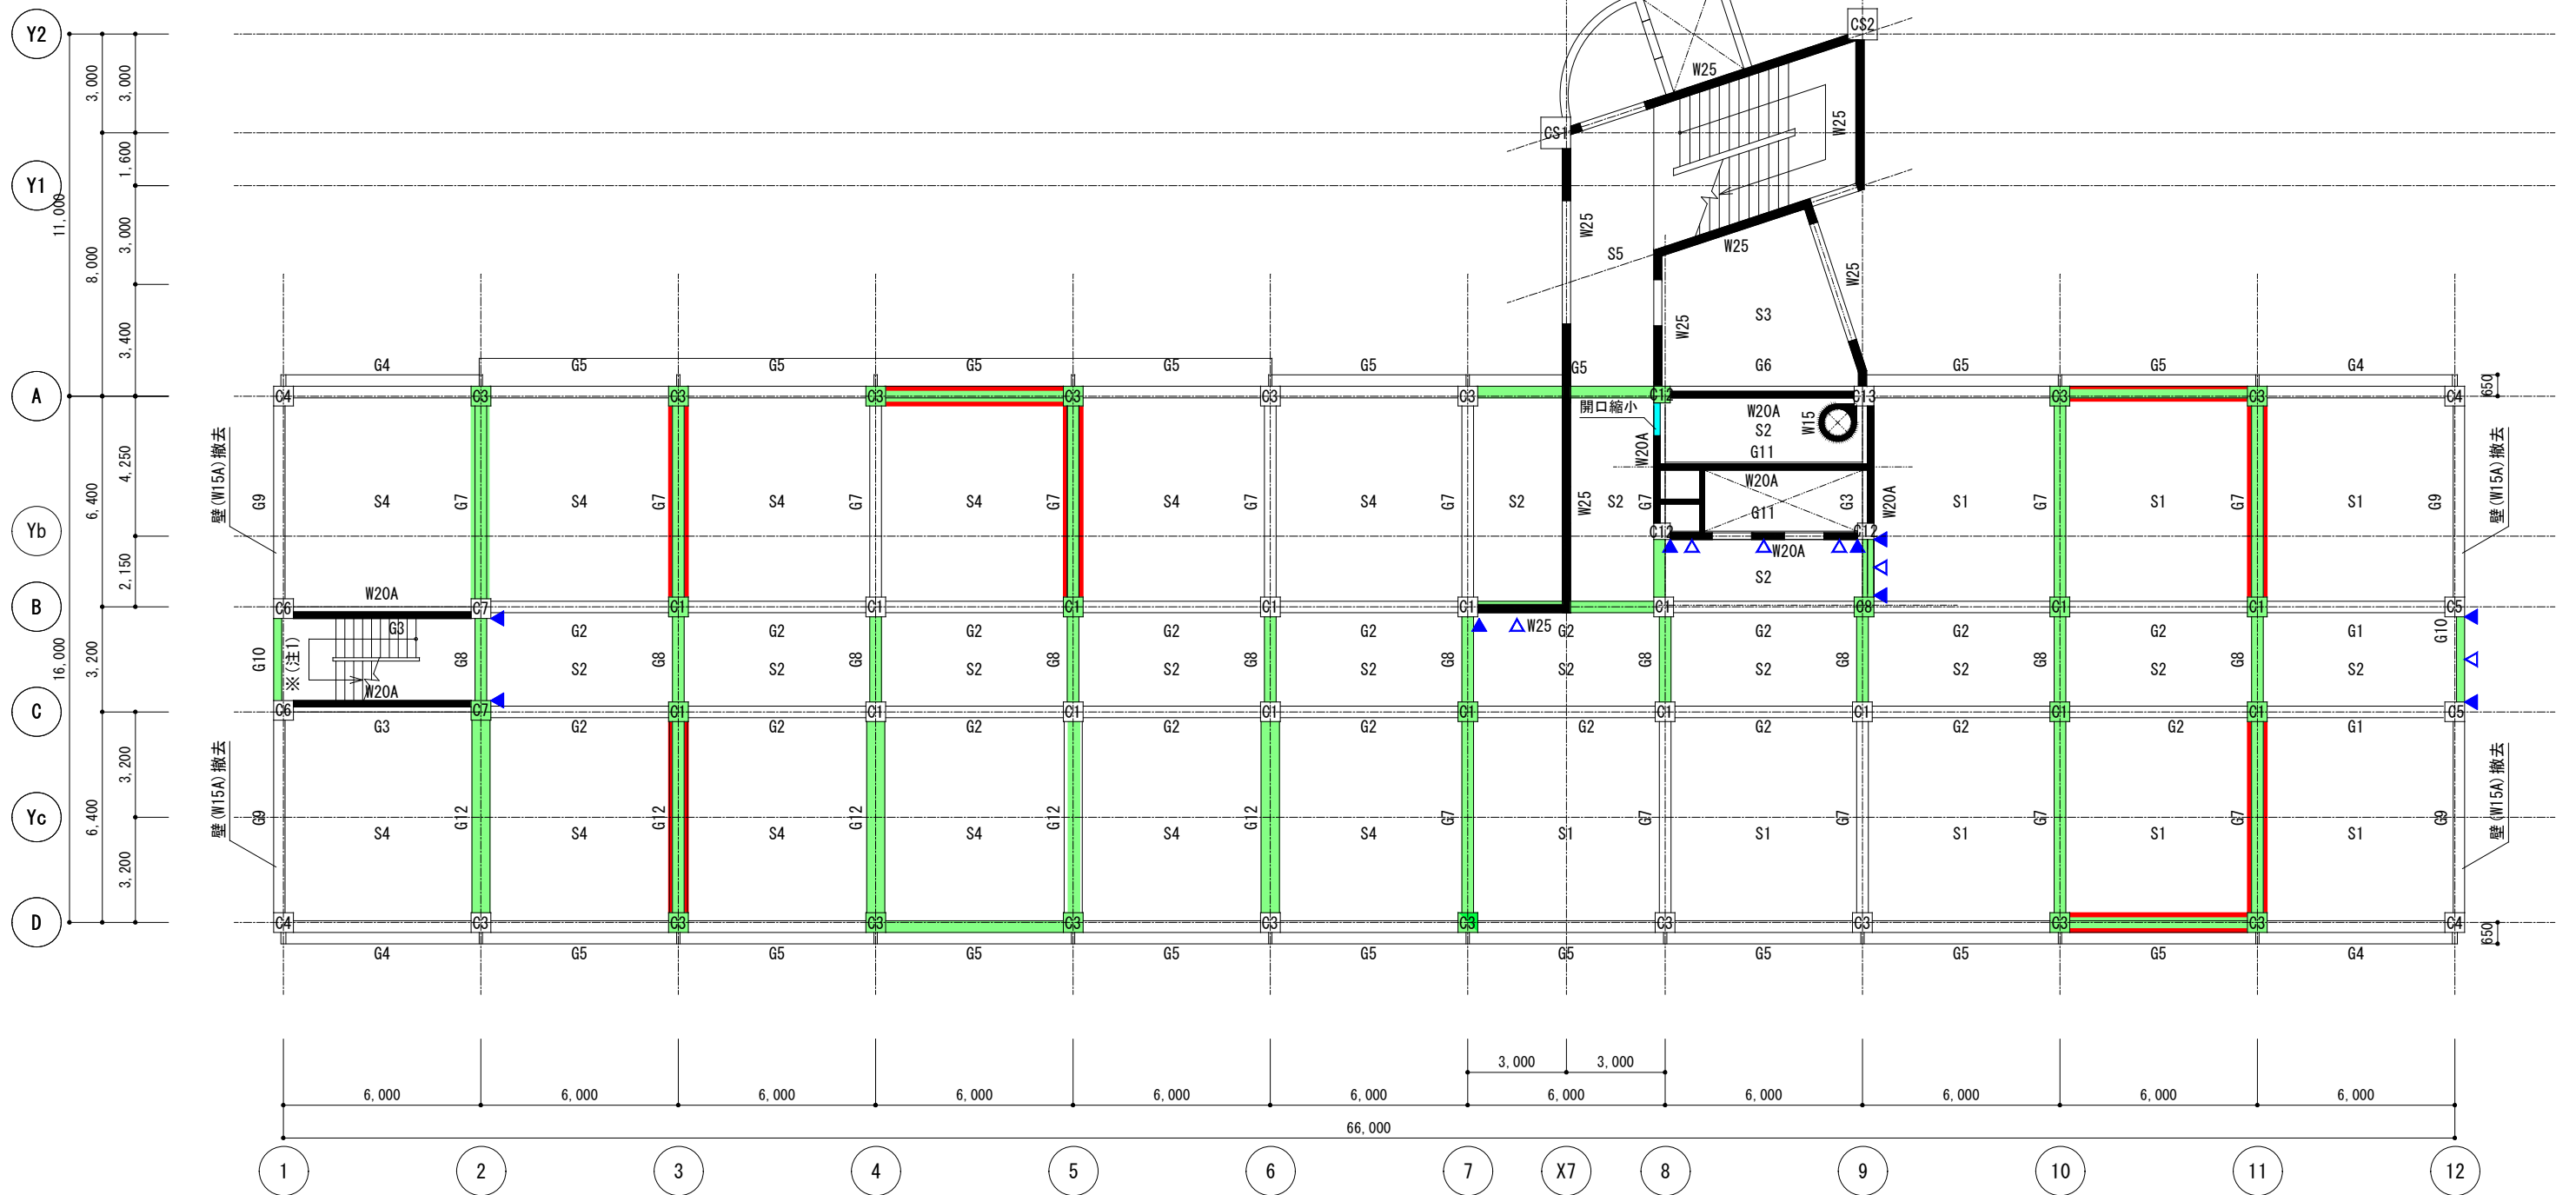 CS2
Y2
3,000 3,000
W25
CS1 W25
1,600
Y1
11,000
8,000 3,000
W25 W25
S5 W25
3,400 W25 S3
G4 G5 G5 G5 G5 G5 G5 G6 G5 G5 G4
A C4 C3 C3 C3 C3 C3 C3 C12 C13 C3 C3 C4 650
開口縮小 W20A W15
壁(W15A)撤去 4,250 W20A S2 壁(W15A)撤去
G11
W20A
6,400 G9 S4 G7 S4 G7 S4 G7 S4 G7 S4 G7 S4 G7 S2 W25 S2 G7 G3 W20A S1 G7 S1 G7 S1 G9
G11
Yb C12 C12
W20A
2,150 S2
W20A
B C6 C7 C1 C1 C1 C1 C1 C1 C8 C1 C1 C5
W25
G3 G2 G2 G2 G2 G2 G2 G2 G2 G2 G1 G10
16,000 3,200 G10 ※(注1) G8 S2 G8 S2 G8 S2 G8 S2 G8 S2 G8 S2 G8 S2 G8 S2 S2 G8 S2
W20A
C C6 C7 C1 C1 C1 C1 C1 C1 C1 C1 C1 C5
G3 G2 G2 G2 G2 G2 G2 G2 G2 G2 G1
3,200
壁(W15A)撤去 壁(W15A)撤去
Yc 6,400 G9 G12 G12 G12 G12 G12 G7 G7 G7 G7 G7 G9
S4 S4 S4 S4 S4 S4 S1 S1 S1 S1 S1
3,200
D C4 C3 C3 C3 C3 C3 C3 C3 C3 C3 C3 C4 650
G4 G5 G5 G5 G5 G5 G5 G5 G5 G5 G4
3,000 3,000
6,000 6,000 6,000 6,000 6,000 6,000 6,000 6,000 6,000 6,000 6,000
66,000
1 2 3 4 5 6 7 X7 8 9 10 11 12